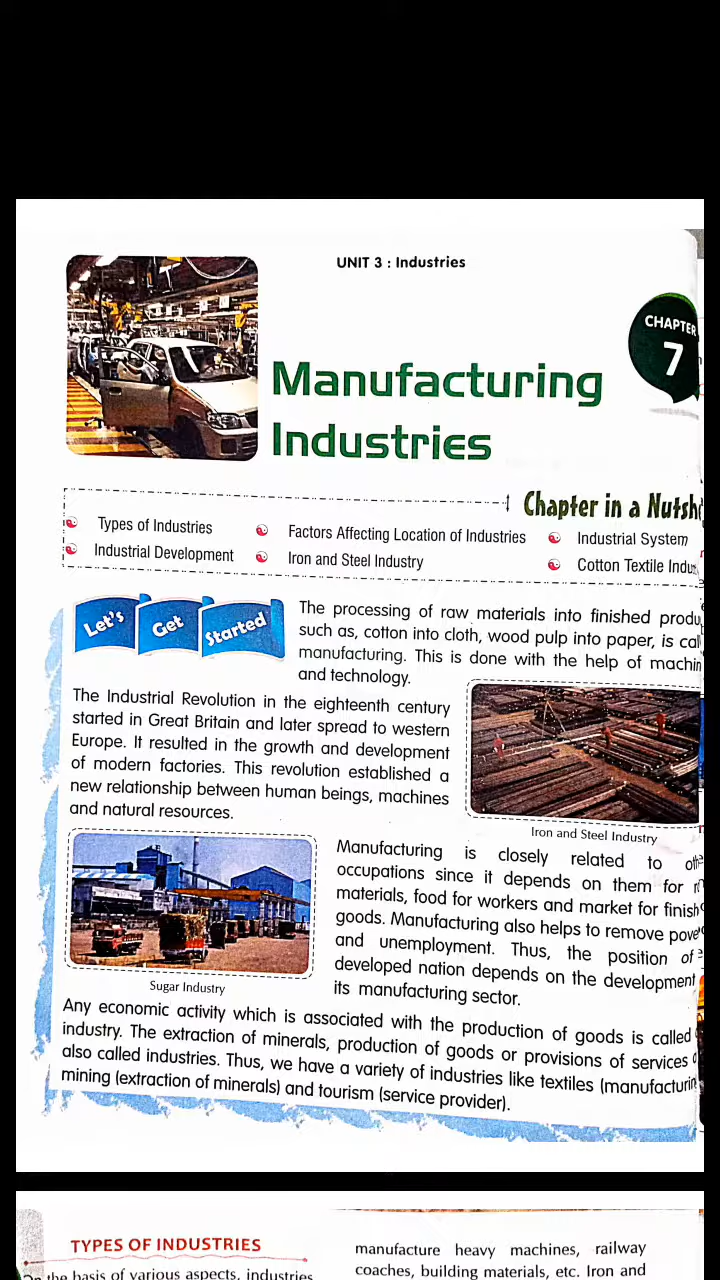 UNIT 3 : Industries
CHAPTER
7
Manufacturing
Industries
Chapter in a
Types of Industries
Factors Affecting Location of Industries
Industrial System
Industrial Development
Iron and Steel Industry
Cotton Textile
Let's Get Started
The processing of raw materials into finished
such as, cotton into cloth, wood pulp into paper, is
manufacturing. This is done with the help of
and technology.
The Industrial Revolution in the eighteenth century
started in Great Britain and later spread to western
Europe. It resulted in the growth and development
of modern factories. This revolution established a
new relationship between human beings, machines
and natural resources.
Iron and Steel Industry
Manufacturing is closely related to
occupations since it depends on them for
materials, food for workers and market for
goods. Manufacturing also helps to remove
and unemployment. Thus, the position of
developed nation depends on the development
its manufacturing sector.
Sugar Industry
Any economic activity which is associated with the production of goods is called
industry. The extraction of minerals, production of goods or provisions of services
also called industries. Thus, we have a variety of industries like textiles
mining (extraction of minerals) and tourism (service provider).
TYPES OF INDUSTRIES
the basis of various aspects, industries
manufacture heavy machines, railway
coaches, building materials, etc. Iron and